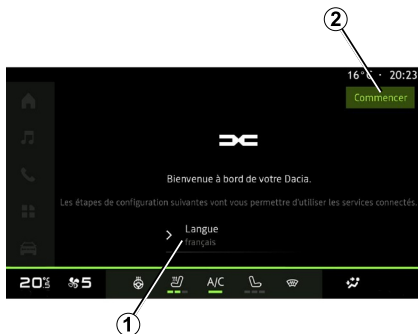 2
16°C · 20:23
Commencer
Bienvenue à bord de votre Dacia.
Les étapes de configuration suivantes vont vous permettre d'utiliser les services connectés.
Langue
français
20°5 5 A/C
1